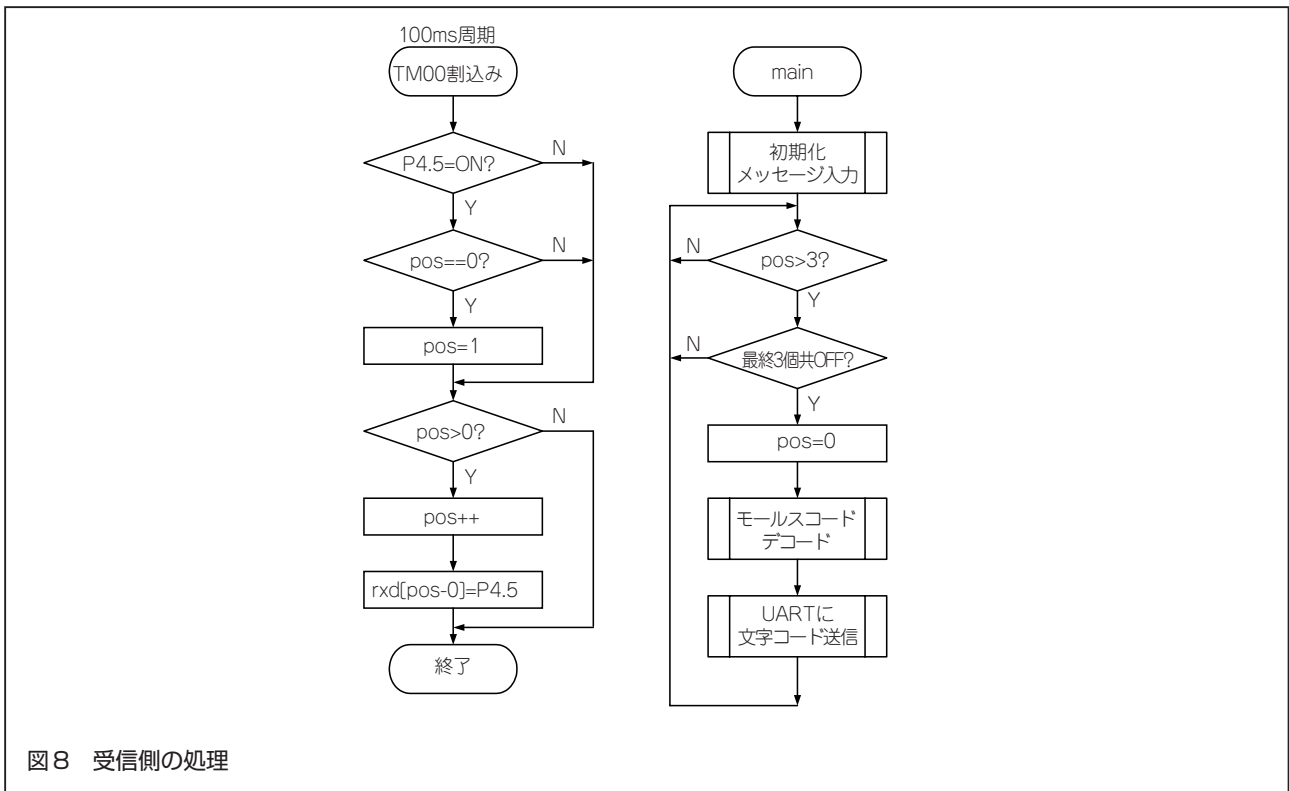 100ms周期
TM00割込み
P4.5=ON?
N
Y
pos==0?
N
Y
pos=1
pos>0?
N
Y
pos++
rxd[pos-0]=P4.5
終了
main
初期化
メッセージ入力
pos>3?
N
Y
最終3個共OFF?
N
Y
pos=0
モールスコード
デコード
UARTに
文字コード送信
図8 受信側の処理